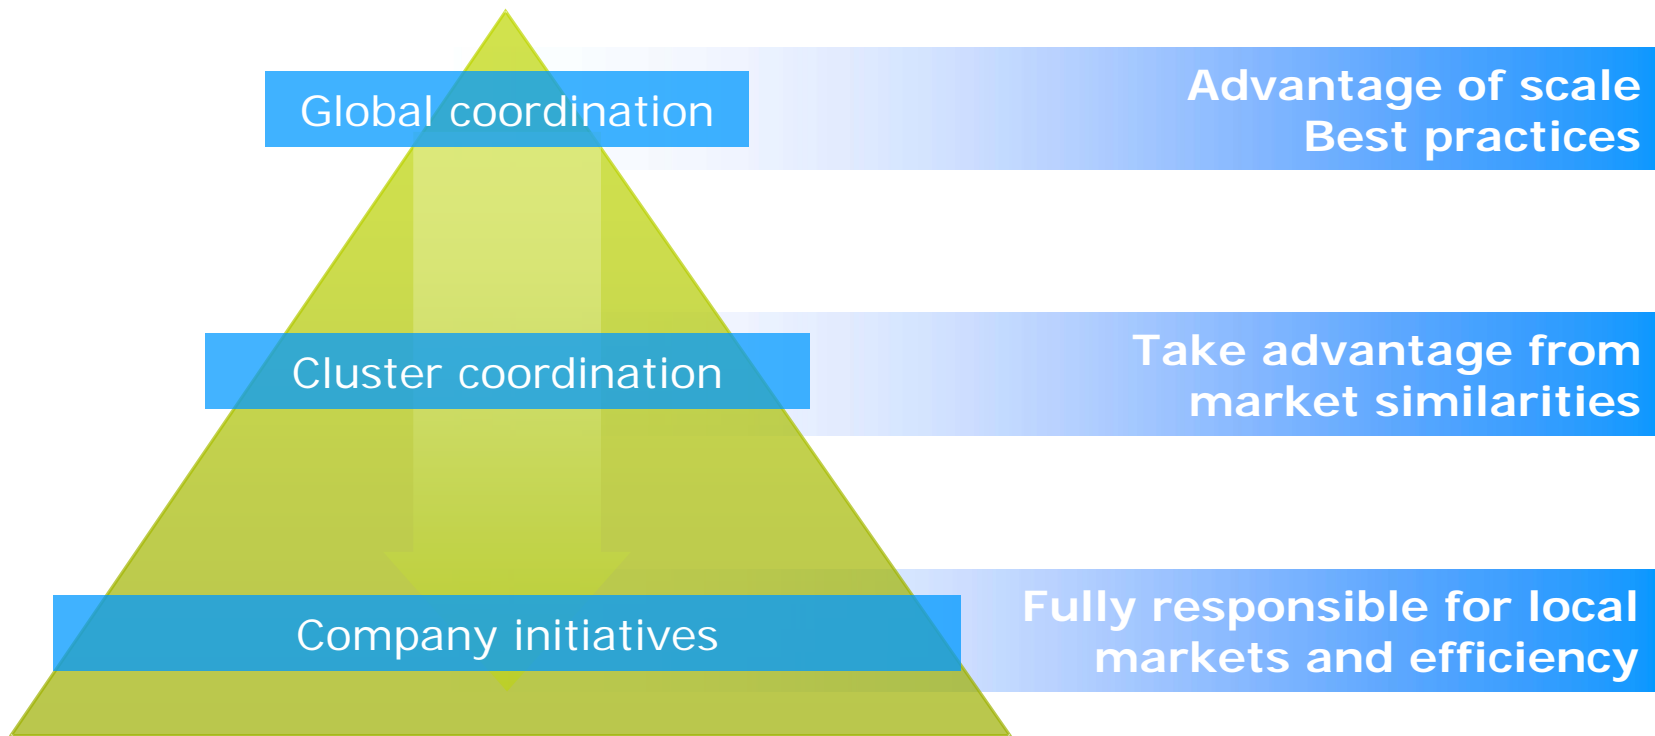 Global coordination
Advantage of scale
Best practices
Cluster coordination
Take advantage from
market similarities
Company initiatives
Fully responsible for local
markets and efficiency